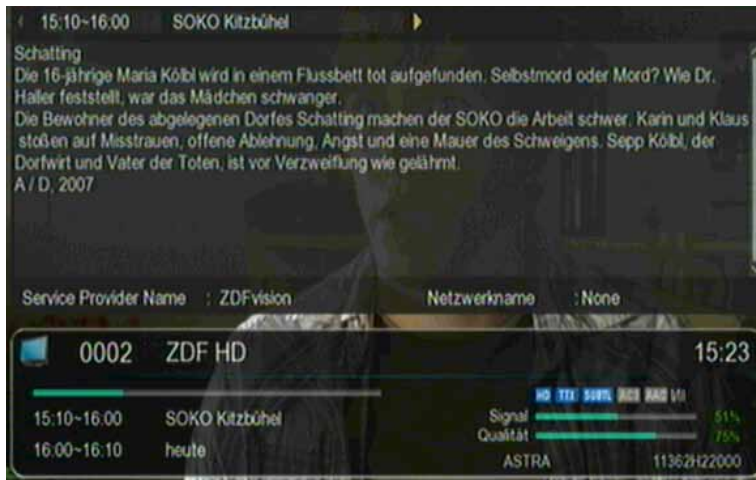 15:10~16:00 SOKO Kitzbühel
Schatting
Die 16-jährige Maria Kölbl wird in einem Flussbett tot aufgefunden. Selbstmord oder Mord? Wie Dr.
Haller feststellt, war das Mädchen schwanger.
Die Bewohner des abgelegenen Dorfes Schatting machen der SOKO die Arbeit schwer. Karin und Klaus
stoßen auf Misstrauen, offene Ablehnung, Angst und eine Mauer des Schweigens. Sepp Kölbl, der
Dorfwirt und Vater der Toten, ist vor Verzweiflung wie gelähmt.
A / D, 2007
Service Provider Name : ZDFvision Netzwerkname : None
0002 ZDF HD 15:23
HD TTX SUBTL AC3 AAC
15:10~16:00 SOKO Kitzbühel Signal 51%
Qualität 75%
16:00~16:10 heute
ASTRA 11362H22000